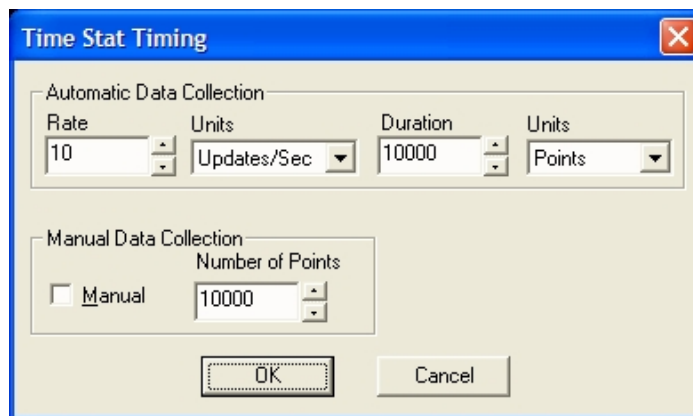 Time Stat Timing
Automatic Data Collection
Rate Units Duration Units
10 Updates/Sec 10000 Points
Manual Data Collection
Number of Points
Manual 10000
OK Cancel